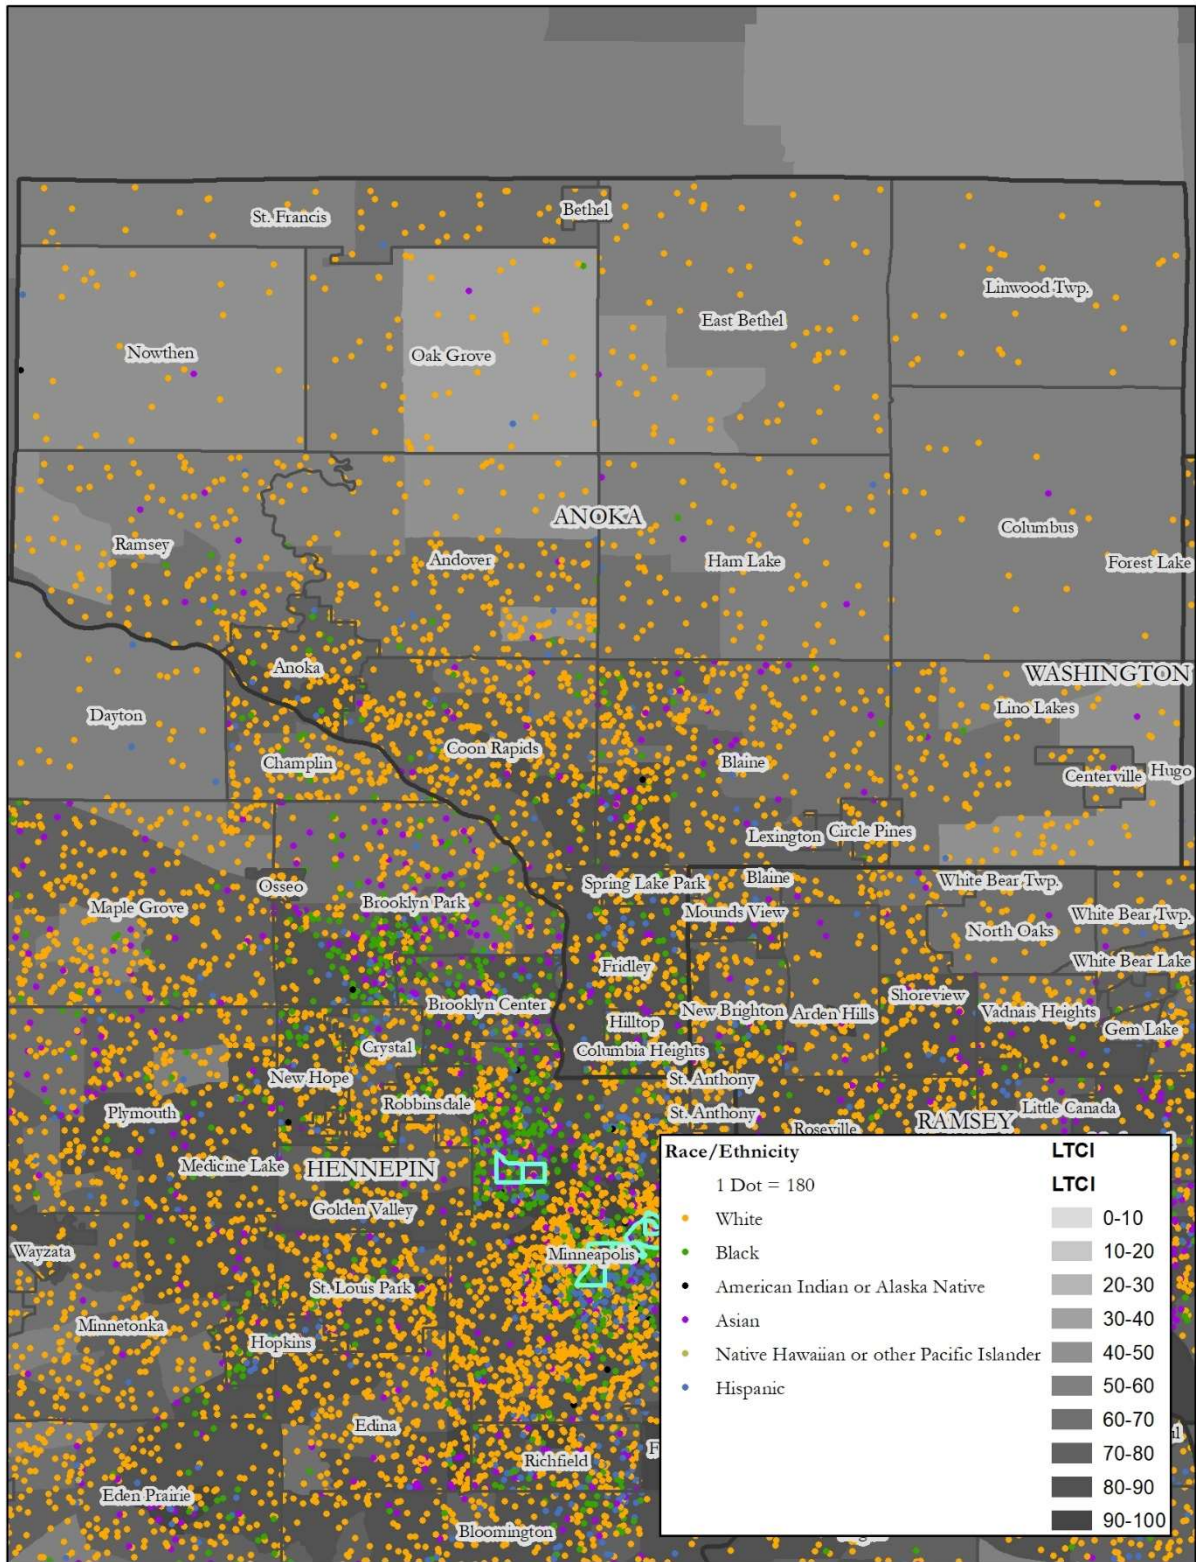 St. Francis
Bethel
Linwood Twp.
East Bethel
Nowthen
Oak Grove
ANOKA
Columbus
Ramsey
Andover
Ham Lake
Forest Lake
Anoka
WASHINGTON
Dayton
Lino Lakes
Coon Rapids
Champlin
Blaine
Centerville
Hugo
Lexington
Circle Pines
Osseo
Spring Lake Park
Blaine
White Bear Twp.
Maple Grove
Brooklyn Park
Mounds View
White Bear Twp.
North Oaks
White Bear Lake
Fridley
Shoreview
Brooklyn Center
New Brighton
Arden Hills
Vadnais Heights
Hilltop
Gem Lake
Crystal
Columbia Heights
New Hope
St. Anthony
Robbinsdale
Plymouth
St. Anthony
Little Canada
RAMSEY
Roseville
Medicine Lake
HENNEPIN
Golden Valley
Wayzata
Minneapolis
St. Louis Park
Minnetonka
Hopkins
Edina
Richfield
F
Eden Prairie
Bloomington
Race/Ethnicity
1 Dot = 180
White
Black
American Indian or Alaska Native
Asian
Native Hawaiian or other Pacific Islander
Hispanic
LTCI
LTCI
0-10
10-20
20-30
30-40
40-50
50-60
60-70
70-80
80-90
90-100